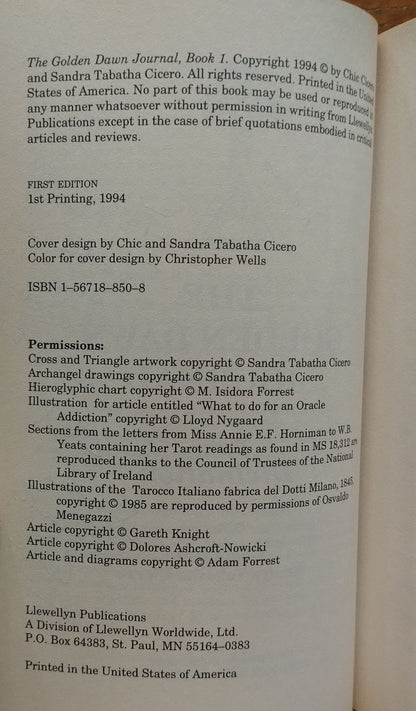 The Golden Dawn Journal, Book 1. Copyright 1994 © by Chic Cicero
and Sandra Tabatha Cicero. All rights reserved. Printed in the United
States of America. No part of this book may be used or reproduced in
any manner whatsoever without permission in writing from Llewellyn
Publications except in the case of brief quotations embodied in critical
articles and reviews.
FIRST EDITION
1st Printing, 1994
Cover design by Chic and Sandra Tabatha Cicero
Color for cover design by Christopher Wells
ISBN 1–56718–850–8
Permissions:
Cross and Triangle artwork copyright © Sandra Tabatha Cicero
Archangel drawings copyright © Sandra Tabatha Cicero
Hieroglyphic chart copyright © M. Isidora Forrest
Illustration for article entitled “What to do for an Oracle
Addiction” copyright © Lloyd Nygaard
Sections from the letters from Miss Annie E.F. Horniman to W.B.
Yeats containing her Tarot readings as found in MS 18,312 are
reproduced thanks to the Council of Trustees of the National
Library of Ireland
Illustrations of the Tarocco Italiano fabrica del Dotti Milano, 1845,
copyright © 1985 are reproduced by permissions of Osvaldo
Menegazzi
Article copyright © Gareth Knight
Article copyright © Dolores Ashcroft-Nowicki
Article and diagrams copyright © Adam Forrest
Llewellyn Publications
A Division of Llewellyn Worldwide, Ltd.
P.O. Box 64383, St. Paul, MN 55164–0383
Printed in the United States of America